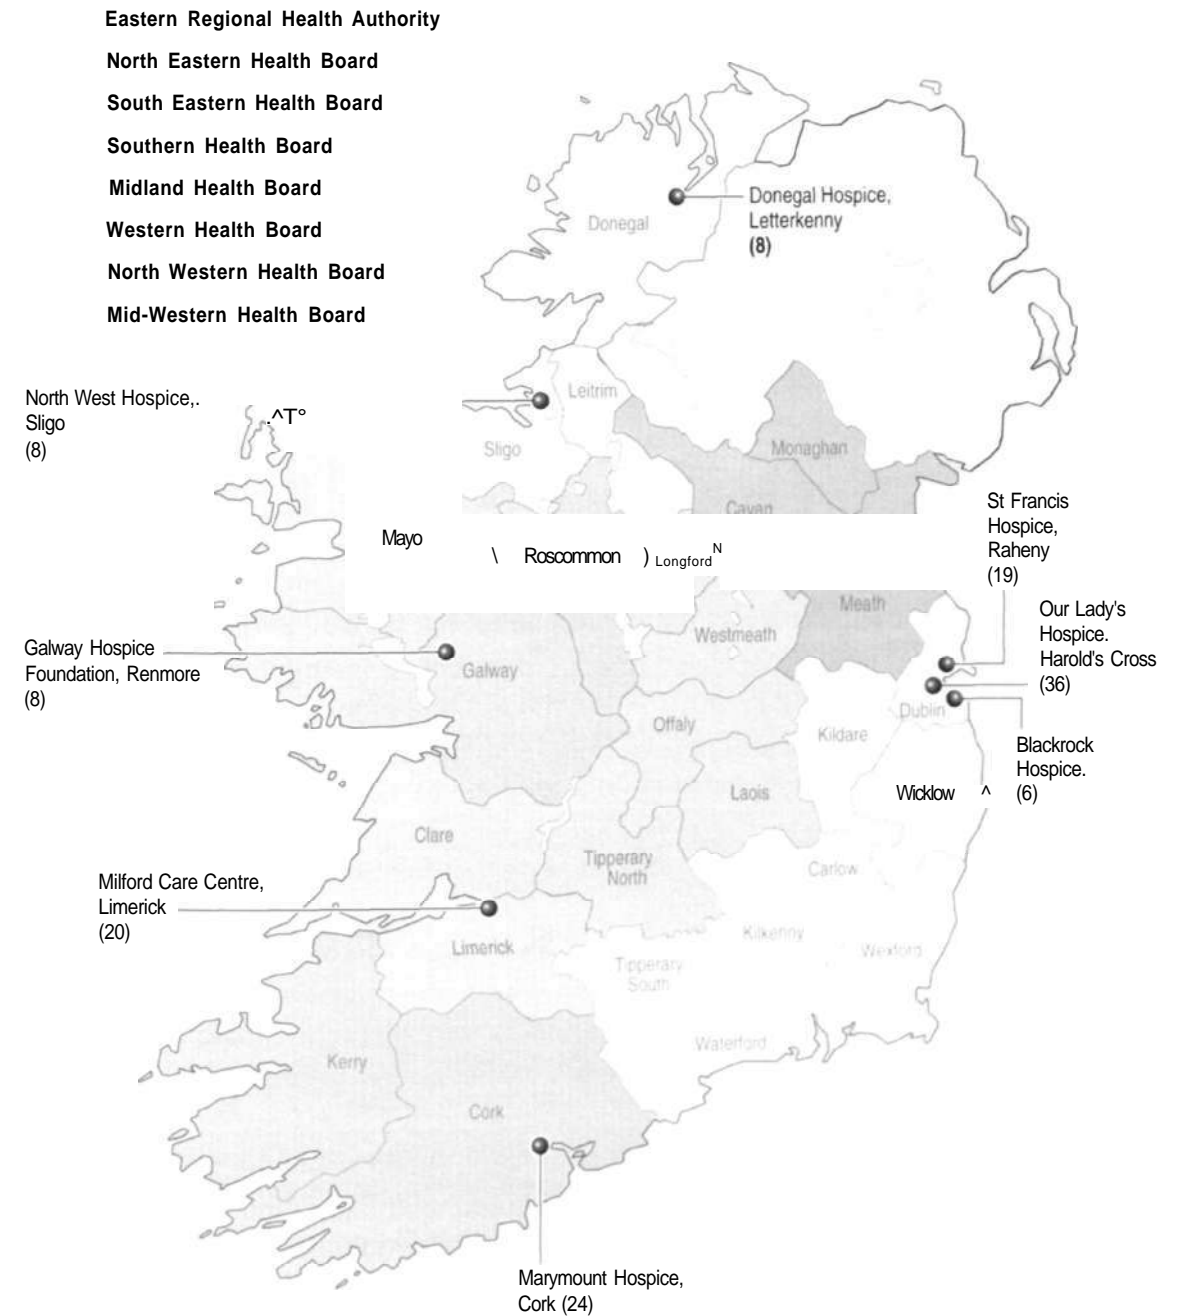 Eastern Regional Health Authority
North Eastern Health Board
South Eastern Health Board
Southern Health Board
Midland Health Board
Western Health Board
North Western Health Board
Mid-Western Health Board
Donegal Hospice,
Letterkenny
(8)
Donegal
North West Hospice,.
Sligo
(8)
.^T°
Leitrim
Sligo
Monaghan
Cavan
St Francis
Hospice,
Raheny
(19)
Mayo
\ Roscommon ) Longford N
Meath
Our Lady's
Hospice.
Harold's Cross
(36)
Westmeath
Galway Hospice
Foundation, Renmore
(8)
Galway
Offaly
Dublin
Kildare
Blackrock
Hospice.
(6)
Laois
Wicklow ^
Clare
Tipperary
North
Carlow
Milford Care Centre,
Limerick
(20)
Limerick
Kilkenny
Wexford
Tipperary
South
Waterford
Kerry
Cork
Marymount Hospice,
Cork (24)